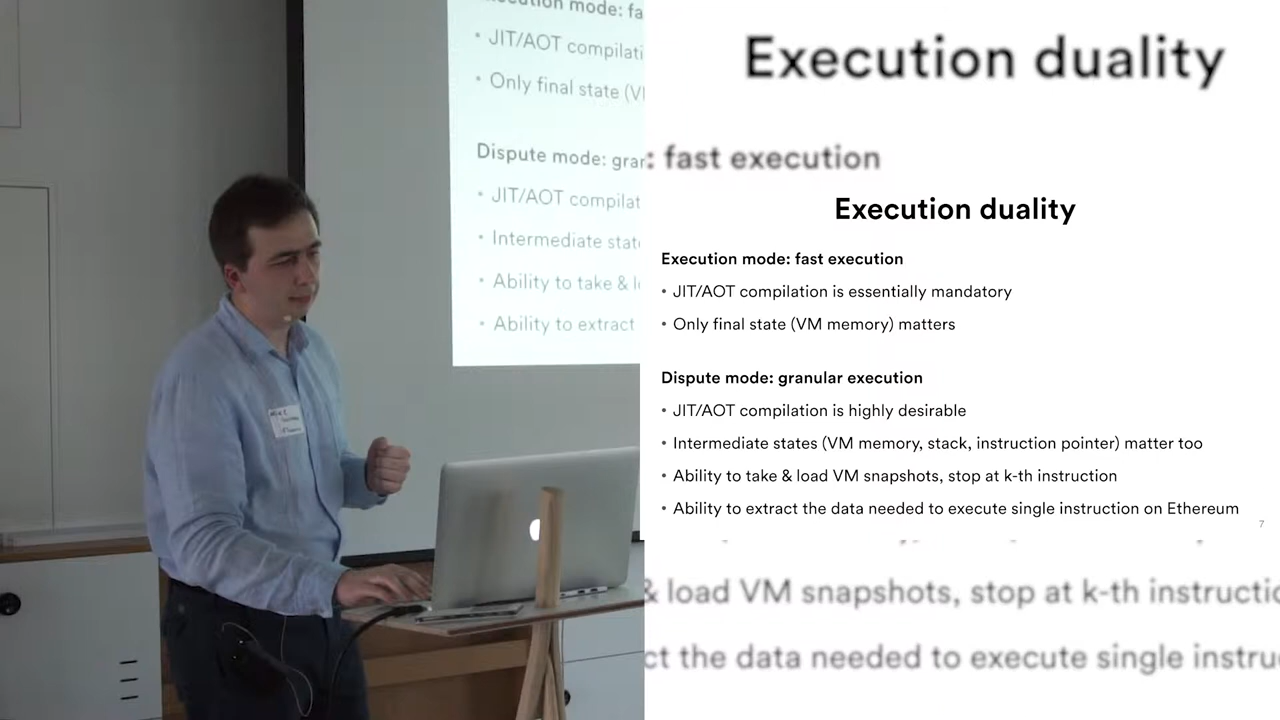 ecution mode: fa
• JIT/AOT compilati
• Only final state (VM
Dispute mode: gran
• JIT/AOT compilat
• Intermediate state
• Ability to take & lo
• Ability to extract
Execution duality
: fast execution
Execution duality
Execution mode: fast execution
• JIT/AOT compilation is essentially mandatory
• Only final state (VM memory) matters
Dispute mode: granular execution
• JIT/AOT compilation is highly desirable
• Intermediate states (VM memory, stack, instruction pointer) matter too
• Ability to take & load VM snapshots, stop at k-th instruction
• Ability to extract the data needed to execute single instruction on Ethereum
7
& load VM snapshots, stop at k-th instructio
ct the data needed to execute single instru